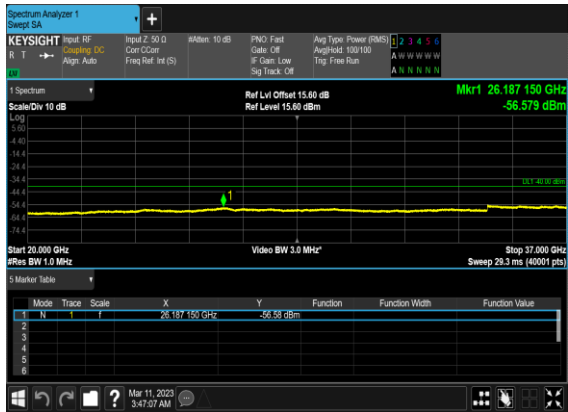 Spectrum Analyzer 1
Swept SA
+
KEYSIGHT Input: RF Input Z: 50 Ω #Atten: 10 dB PNO: Fast Avg Type: Power (RMS) 1 2 3 4 5 6
R T Coupling: DC Corr CCorr Gate: Off Avg|Hold: 100/100 A W W W W W
Align: Auto Freq Ref: Int (S) IF Gain: Low Trig: Free Run
Sig Track: Off A N N N N N
1 Spectrum Ref Lvl Offset 15.60 dB Mkr1 26.187 150 GHz
Scale/Div 10 dB Ref Level 15.60 dBm -56.579 dBm
Log
5.60
-4.40
-14.4
-24.4
-34.4
DL1 -40.00 dBm
-44.4
1
-54.4
-64.4
-74.4
Start 20.000 GHz Video BW 3.0 MHz* Stop 37.000 GHz
#Res BW 1.0 MHz Sweep 29.3 ms (40001 pts)
5 Marker Table
Mode Trace Scale X Y Function Function Width Function Value
1 N 1 f 26.187 150 GHz -56.58 dBm
2
3
4
5
6
? Mar 11, 2023
3:47:07 AM